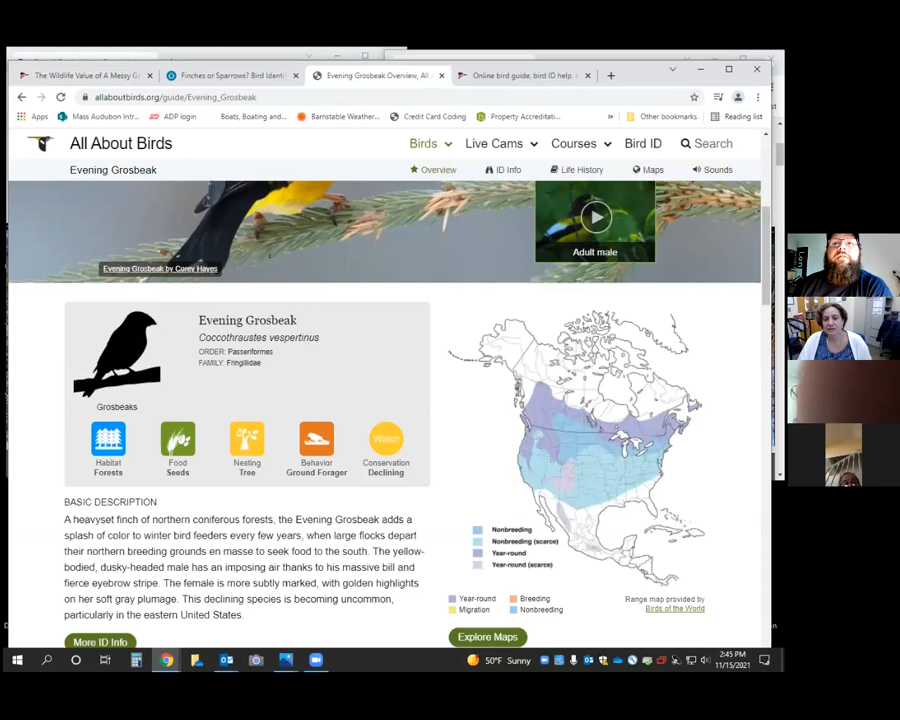 The Wildlife Value of A Messy G
Finches or Sparrows? Bird Identi
Evening Grosbeak Overview, All
Online bird guide, bird ID help,
allaboutbirds.org/guide/Evening_Grosbeak
Apps
Mass Audubon Intr...
ADP login
Boats, Boating and...
Barnstable Weather...
Credit Card Coding
Property Accreditati...
»
Other bookmarks
Reading list
All About Birds
Birds
Live Cams
Courses
Bird ID
Search
Evening Grosbeak
Overview
ID Info
Life History
Maps
Sounds
Adult male
Evening Grosbeak by Corey Hayes
Evening Grosbeak
Coccothraustes vespertinus
ORDER: Passeriformes
FAMILY: Fringillidae
Grosbeaks
Watch
Habitat
Forests
Food
Seeds
Nesting
Tree
Behavior
Ground Forager
Conservation
Declining
BASIC DESCRIPTION
A heavyset finch of northern coniferous forests, the Evening Grosbeak adds a
splash of color to winter bird feeders every few years, when large flocks depart
their northern breeding grounds en masse to seek food to the south. The yellow-
bodied, dusky-headed male has an imposing air thanks to his massive bill and
fierce eyebrow stripe. The female is more subtly marked, with golden highlights
on her soft gray plumage. This declining species is becoming uncommon,
particularly in the eastern United States.
More ID Info
Nonbreeding
Nonbreeding (scarce)
Year-round
Year-round (scarce)
Year-round
Breeding
Migration
Nonbreeding
Range map provided by
Birds of the World
Explore Maps
50°F Sunny
2:45 PM
11/15/2021